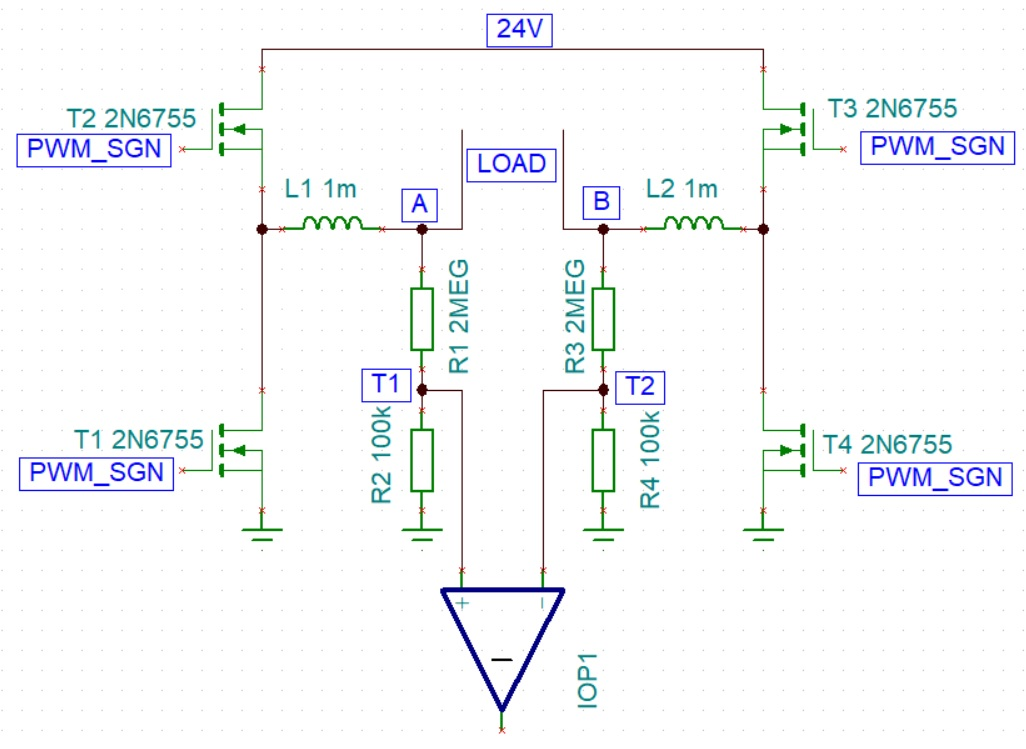 24V
T2 2N6755
PWM_SGN
T3 2N6755
PWM_SGN
LOAD
L1 1m
A
B
L2 1m
R1 2MEG
R3 2MEG
T1
T2
R2 100k
R4 100k
T1 2N6755
PWM_SGN
T4 2N6755
PWM_SGN
+
-
IOP1